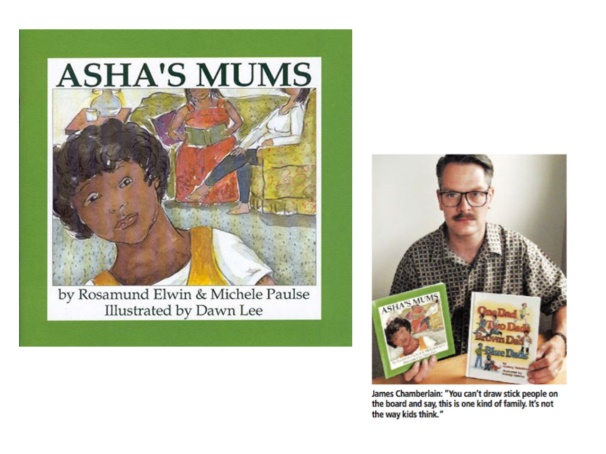 ASHA'S MUMS
by Rosamund Elwin & Michele Paulse
Illustrated by Dawn Lee
ASHA'S MUMS
One Dad
Two Dads
Brown Dad
Blue Dads
James Chamberlain: "You can't draw stick people on
the board and say, this is one kind of family. It's not
the way kids think."